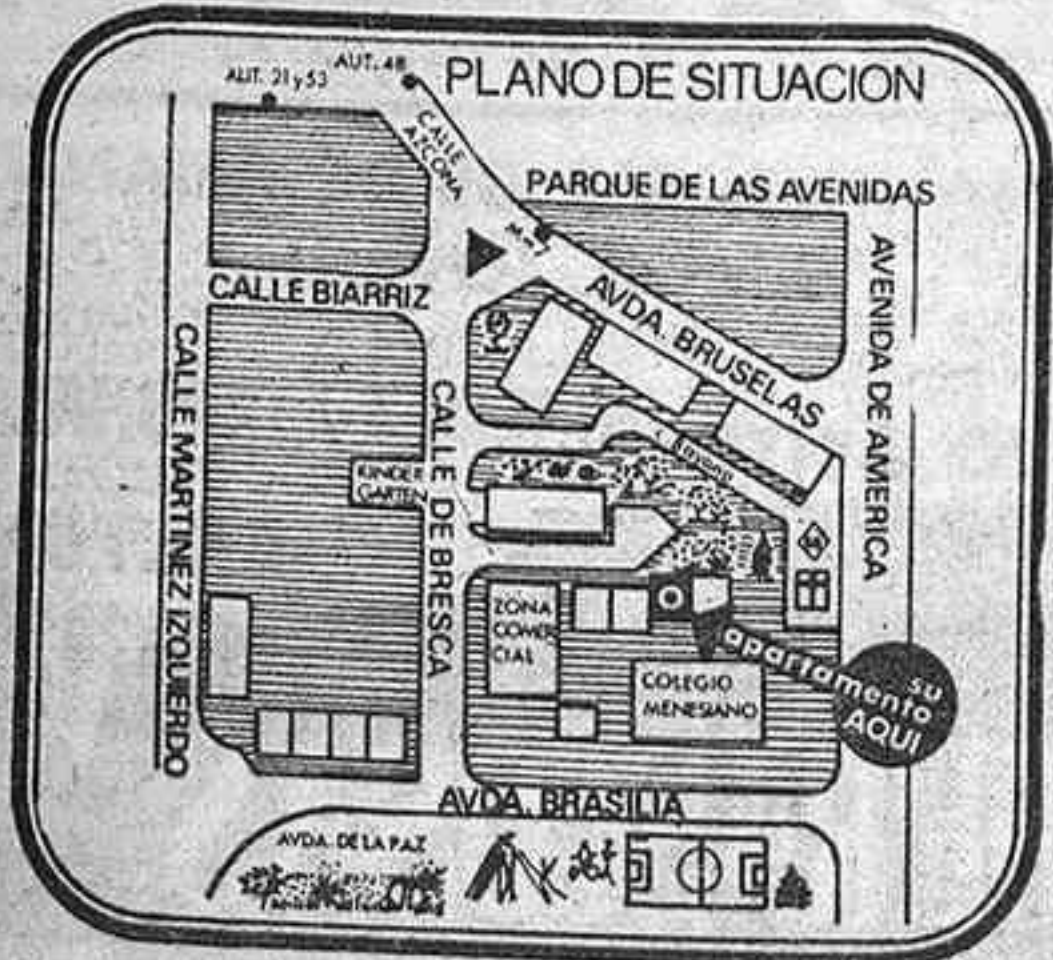 PLANO DE SITUACION
AUT. 21 y 53
AUT. 48
CALLE
AZCONA
PARQUE DE LAS AVENIDAS
CALLE BIARRIZ
AVDA. BRUSELAS
AVENIDA DE AMERICA
CALLE MARTINEZ IZQUIERDO
CALLE DE BRESCA
KINDER
GARTEN
ZONA
COMER
CIAL
COLEGIO
MENESIANO
su
apartamento
AQUI
AVDA. BRASILIA
AVDA. DE LA PAZ